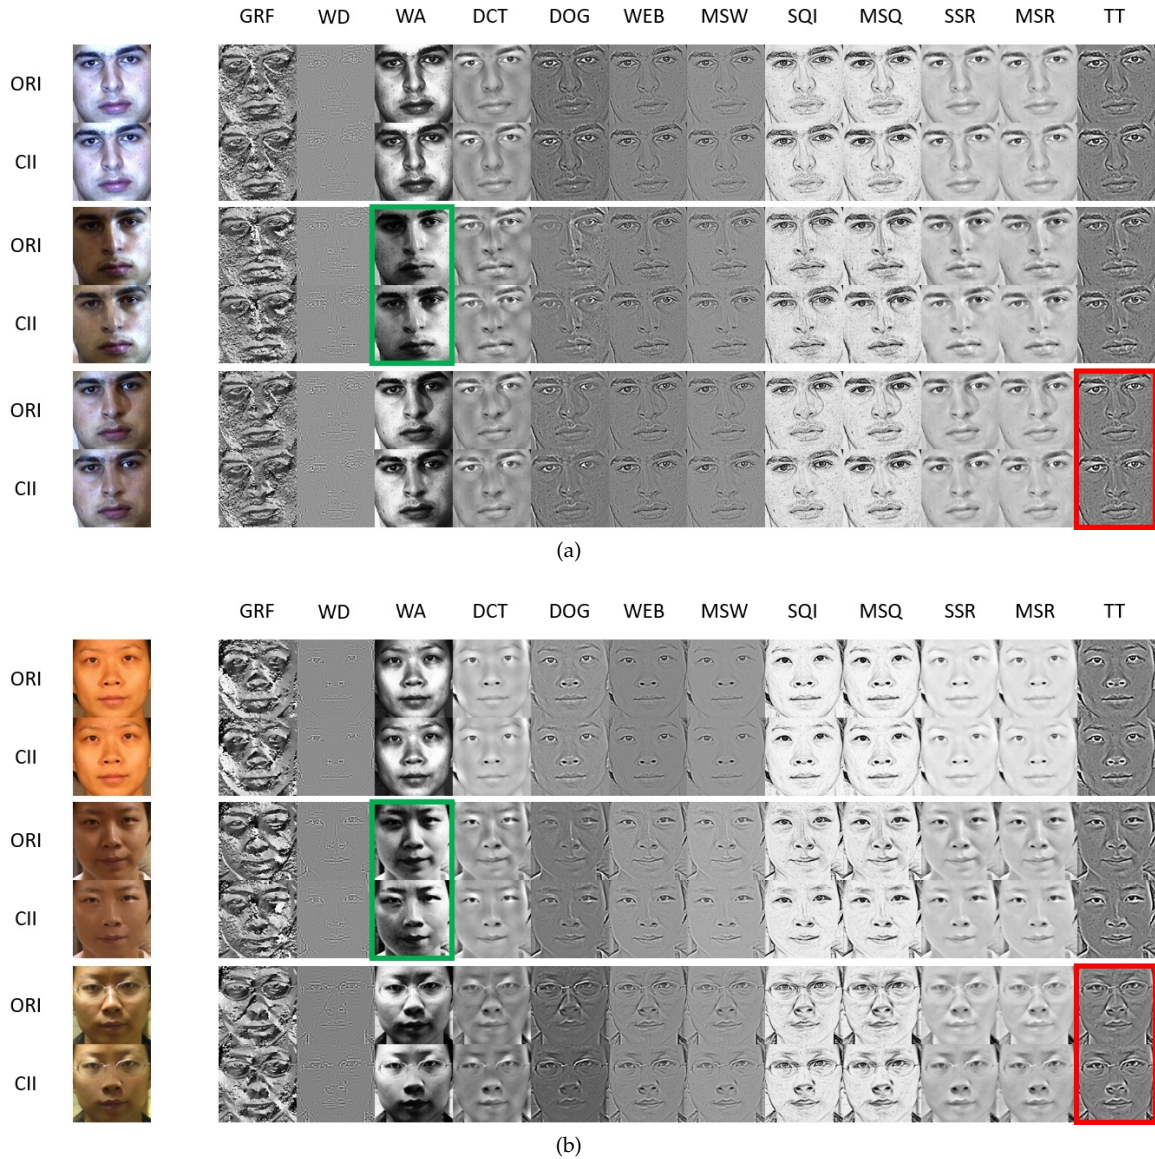 GRF WD WA DCT DOG WEB MSW SQI MSQ SSR MSR TT
ORI
CII
ORI
CII
ORI
CII
(a)
GRF WD WA DCT DOG WEB MSW SQI MSQ SSR MSR TT
ORI
CII
ORI
CII
ORI
CII
(b)